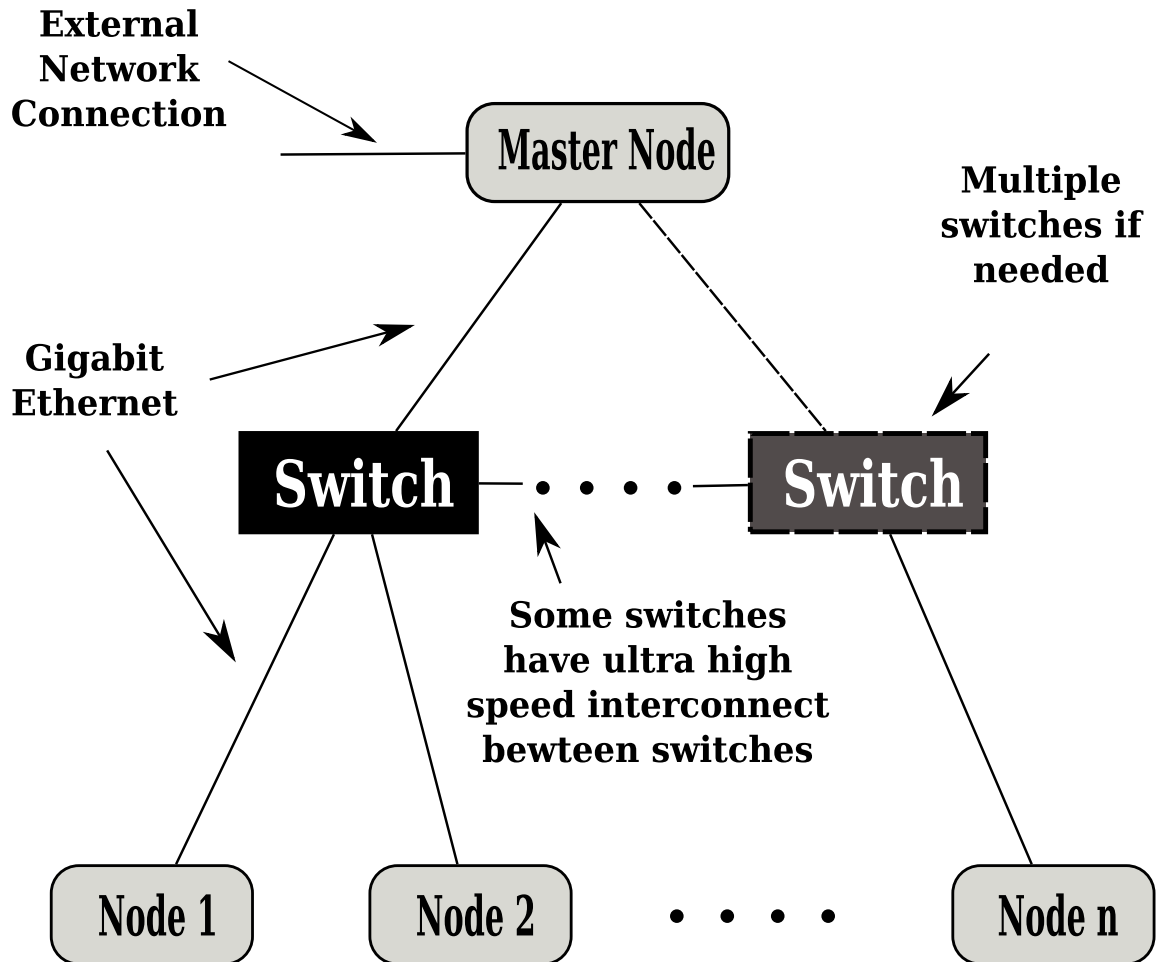 External
Network
Connection
Master Node
Multiple
switches if
needed
Gigabit
Ethernet
Switch
Switch
Some switches
have ultra high
speed interconnect
bewteen switches
Node 1
Node 2
Node n